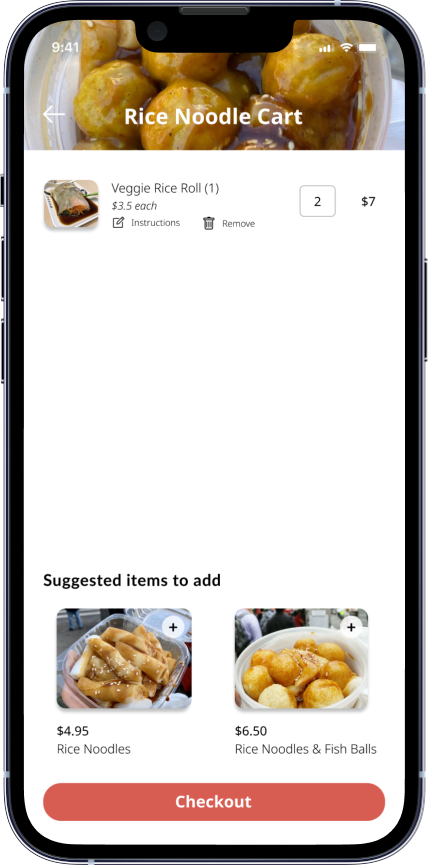 9:41
Rice Noodle Cart
Veggie Rice Roll (1)
$3.5 each
2
$7
Instructions
Remove
Suggested items to add
+
+
$4.95
$6.50
Rice Noodles
Rice Noodles & Fish Balls
Checkout